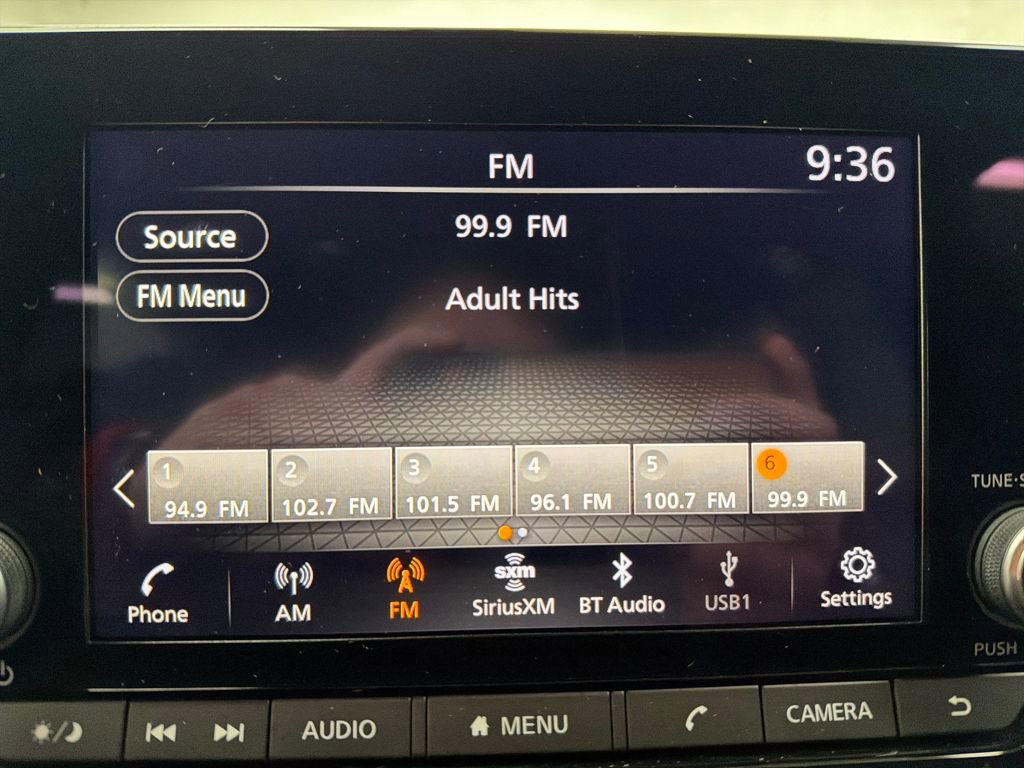 FM
9:36
Source
99.9 FM
FM Menu
Adult Hits
1
2
3
4
5
6
94.9 FM
102.7 FM
101.5 FM
96.1 FM
100.7 FM
99.9 FM
sxm
Phone
AM
FM
SiriusXM
BT Audio
USB1
Settings
PUSH
AUDIO
MENU
CAMERA